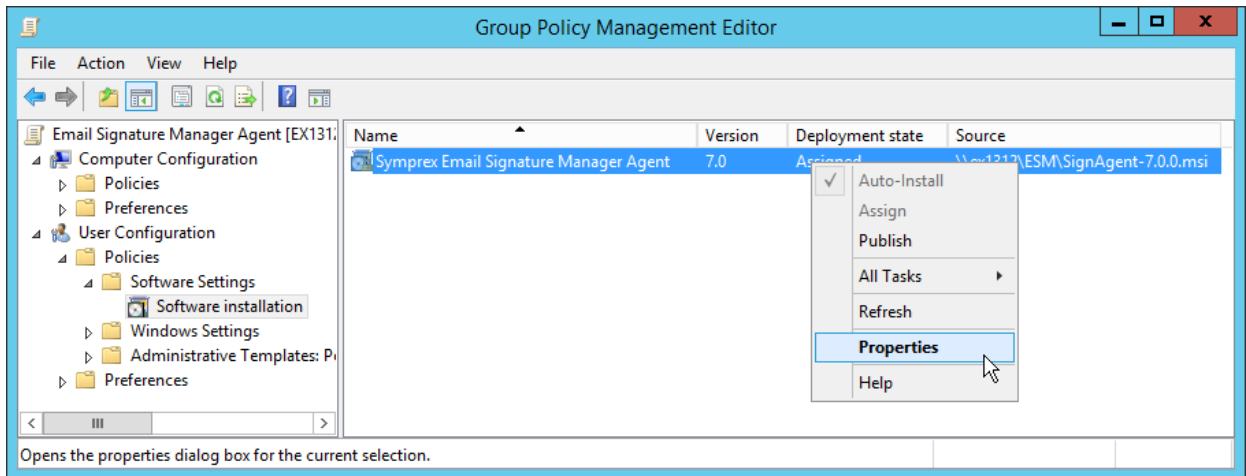 Group Policy Management Editor
File Action View Help
Email Signature Manager Agent [EX131
Computer Configuration
Policies
Preferences
User Configuration
Policies
Software Settings
Software installation
Windows Settings
Administrative Templates: P
Preferences
Name Version Deployment state Source
Symprex Email Signature Manager Agent 7.0 Assigned \\ex1312\ESM\SignAgent-7.0.0.msi
Auto-Install
Assign
Publish
All Tasks
Refresh
Properties
Help
Opens the properties dialog box for the current selection.